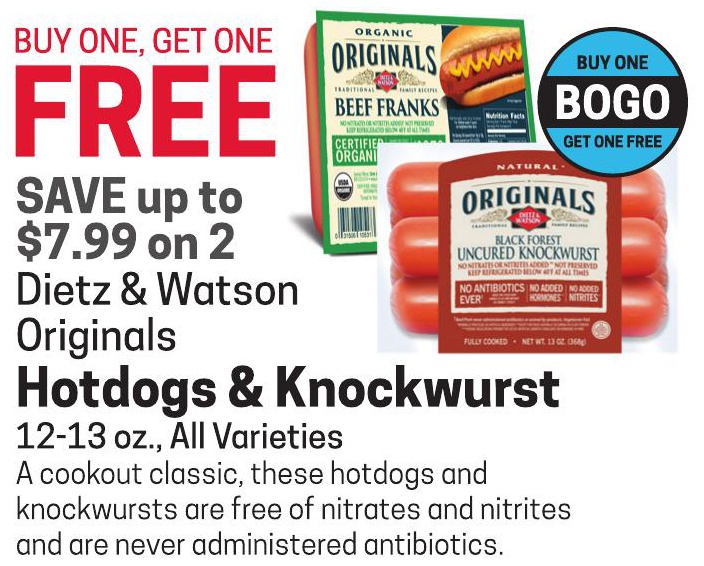 BUY ONE, GET ONE
FREE
SAVE up to
$7.99 on 2
Dietz & Watson
Originals
Hotdogs & Knockwurst
12-13 oz., All Varieties
A cookout classic, these hotdogs and
knockwursts are free of nitrates and nitrites
and are never administered antibiotics.
ORGANIC
ORIGINALS
DIETZ &
WATSON
TRADITIONAL FAMILY RECIPES
BEEF FRANKS
NO NITRATES OR NITRITES ADDED* NOT PRESERVED
KEEP REFRIGERATED BELOW 40°F AT ALL TIMES
CERTIFIED
ORGANI
USDA
ORGANIC
Nutrition Facts
BUY ONE
BOGO
GET ONE FREE
NATURAL*
ORIGINALS
DIETZ &
WATSON
TRADITIONAL FAMILY RECIPES
BLACK FOREST
UNCURED KNOCKWURST
NO NITRATES OR NITRITES ADDED** NOT PRESERVED
KEEP REFRIGERATED BELOW 40°F AT ALL TIMES
NO ANTIBIOTICS EVER†
NO ADDED HORMONES
NO ADDED NITRITES
FULLY COOKED • NET WT. 13 OZ. (368g)